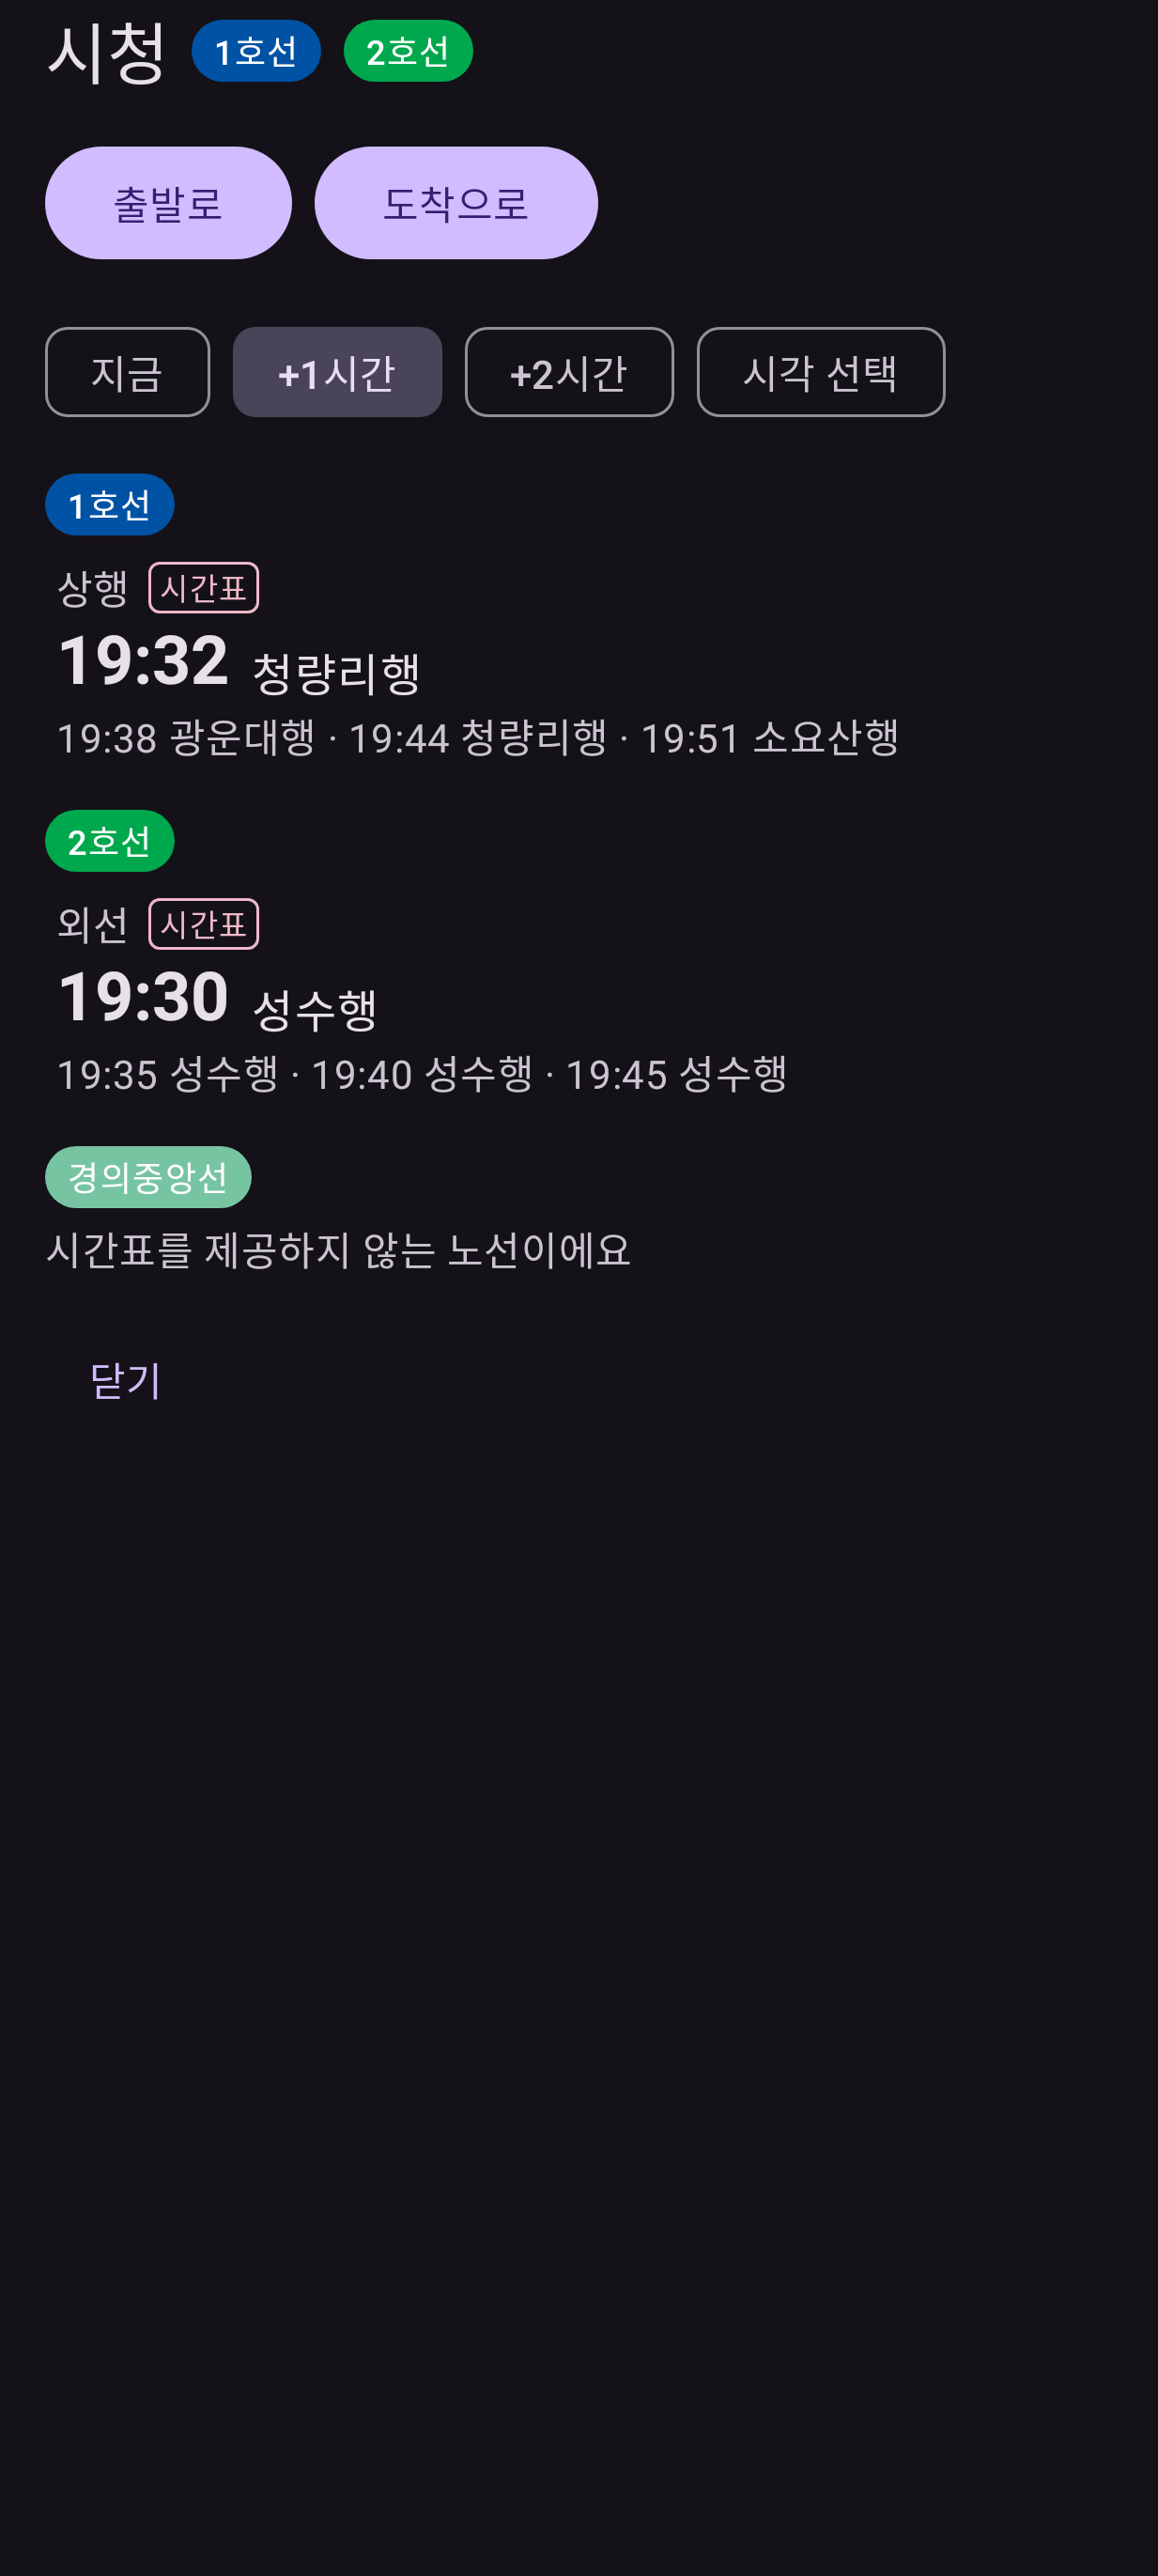 시청 1호선 2호선
출발로 도착으로
지금 +1시간 +2시간 시각 선택
1호선
상행 시간표
19:32 청량리행
19:38 광운대행 · 19:44 청량리행 · 19:51 소요산행
2호선
외선 시간표
19:30 성수행
19:35 성수행 · 19:40 성수행 · 19:45 성수행
경의중앙선
시간표를 제공하지 않는 노선이에요
닫기